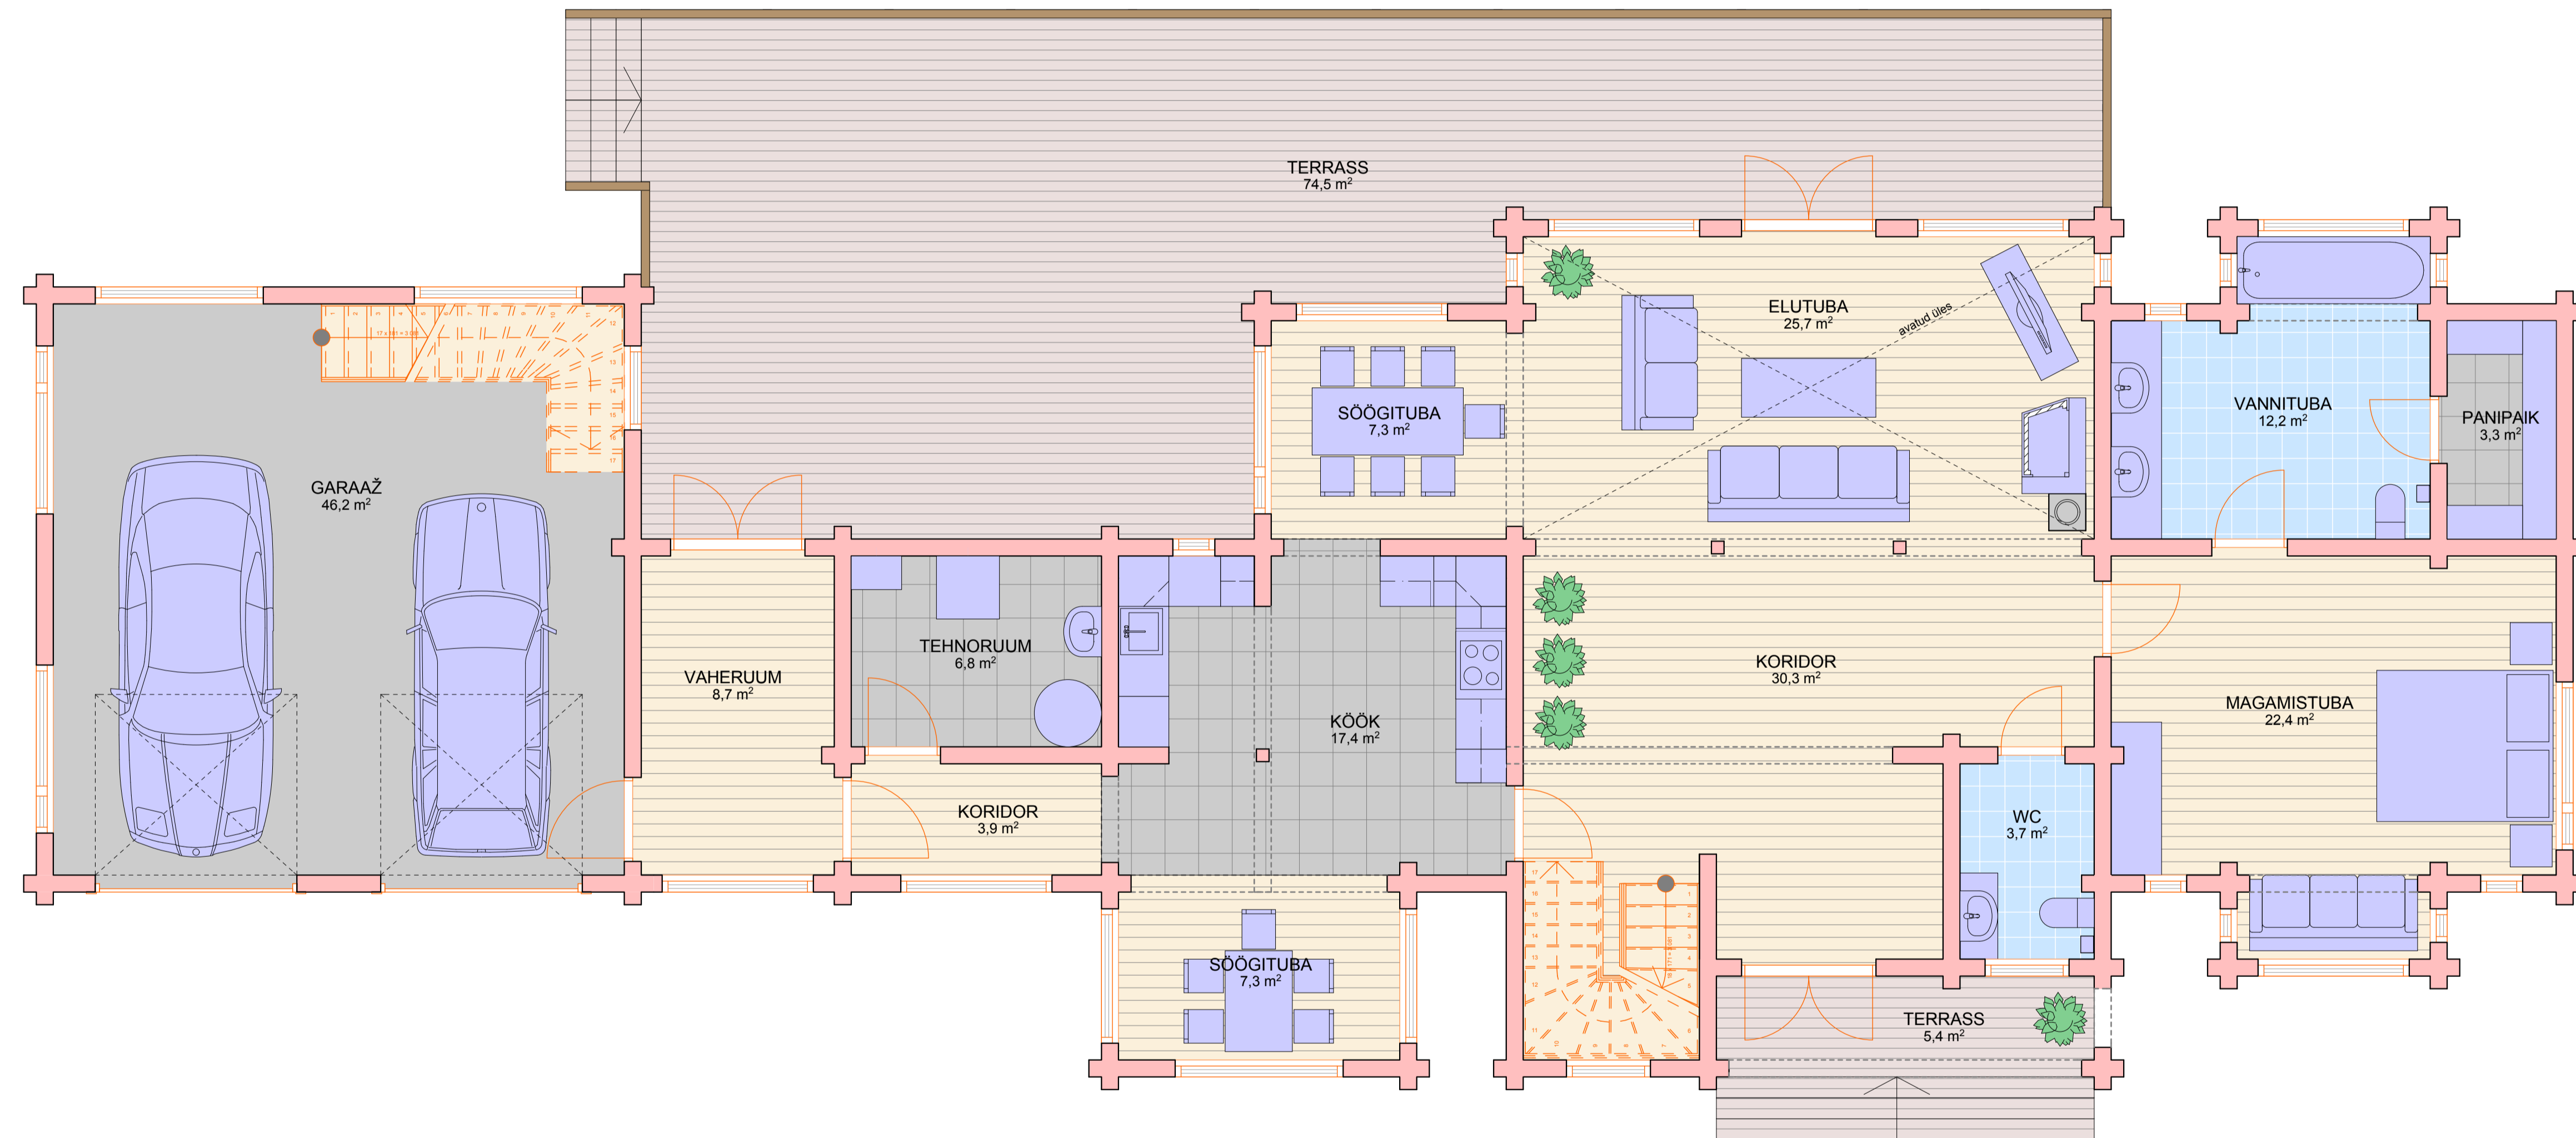 TERRASS
74,5 m²
ELUTUBA
25,7 m²
avatud üles
SÖÖGITUBA
7,3 m²
VANNITUBA
12,2 m²
PANIPAIK
3,3 m²
GARAAŽ
46,2 m²
TEHNORUUM
6,8 m²
VAHERUUM
8,7 m²
KÖÖK
17,4 m²
KORIDOR
30,3 m²
MAGAMISTUBA
22,4 m²
KORIDOR
3,9 m²
WC
3,7 m²
SÖÖGITUBA
7,3 m²
TERRASS
5,4 m²